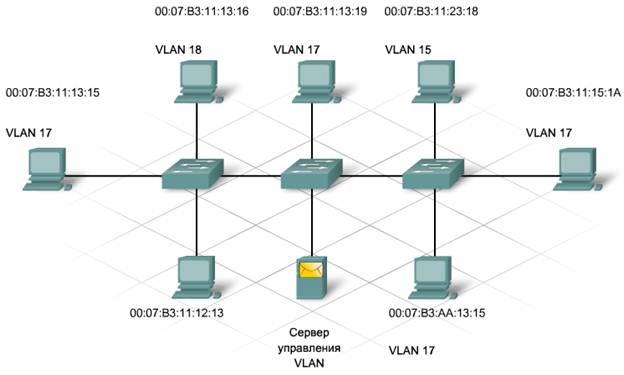 00:07:B3:11:13:16
00:07:B3:11:13:19
00:07:B3:11:23:18
VLAN 18
VLAN 17
VLAN 15
00:07:B3:11:13:15
00:07:B3:11:15:1A
VLAN 17
VLAN 17
00:07:B3:11:12:13
00:07:B3:AA:13:15
Сервер
управления
VLAN
VLAN 17